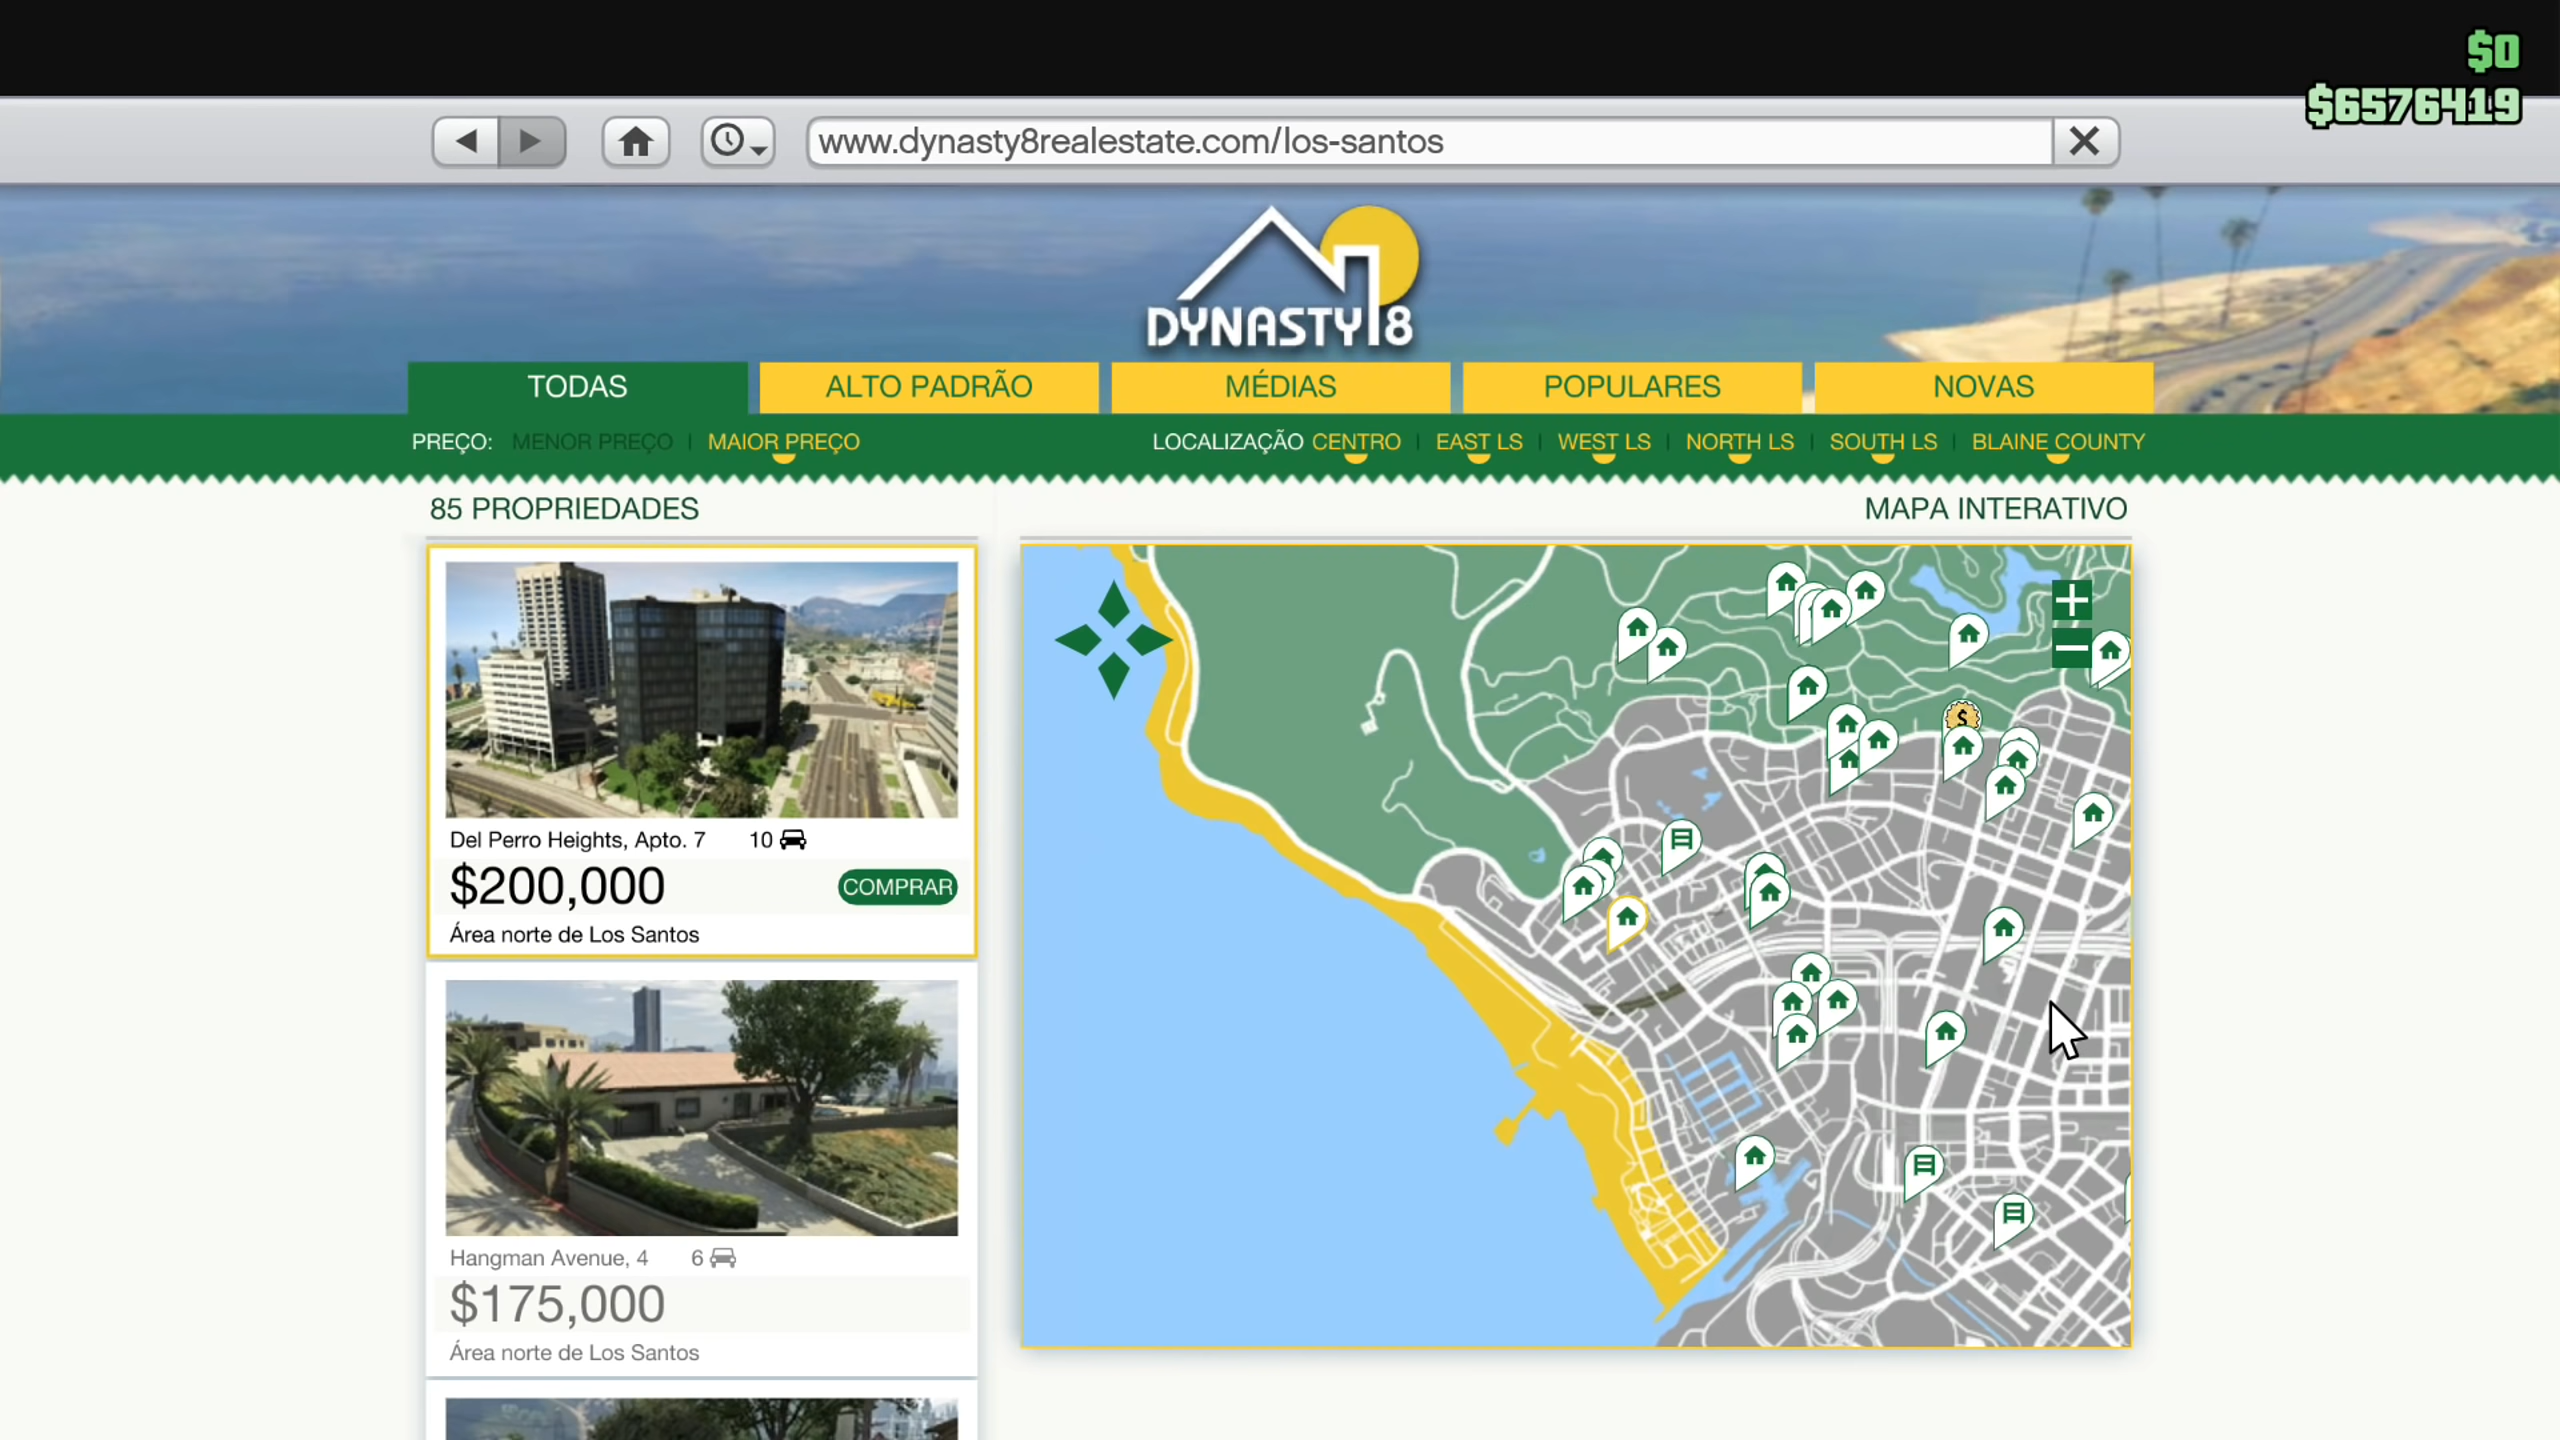 $0
$6576419
www.dynasty8realestate.com/los-santos
DYNASTY 8
TODAS
ALTO PADRÃO
MÉDIAS
POPULARES
NOVAS
PREÇO: MENOR PREÇO | MAIOR PREÇO
LOCALIZAÇÃO CENTRO | EAST LS | WEST LS | NORTH LS | SOUTH LS | BLAINE COUNTY
85 PROPRIEDADES
MAPA INTERATIVO
Del Perro Heights, Apto. 7 10
$200,000
COMPRAR
Área norte de Los Santos
Hangman Avenue, 4 6
$175,000
Área norte de Los Santos
$